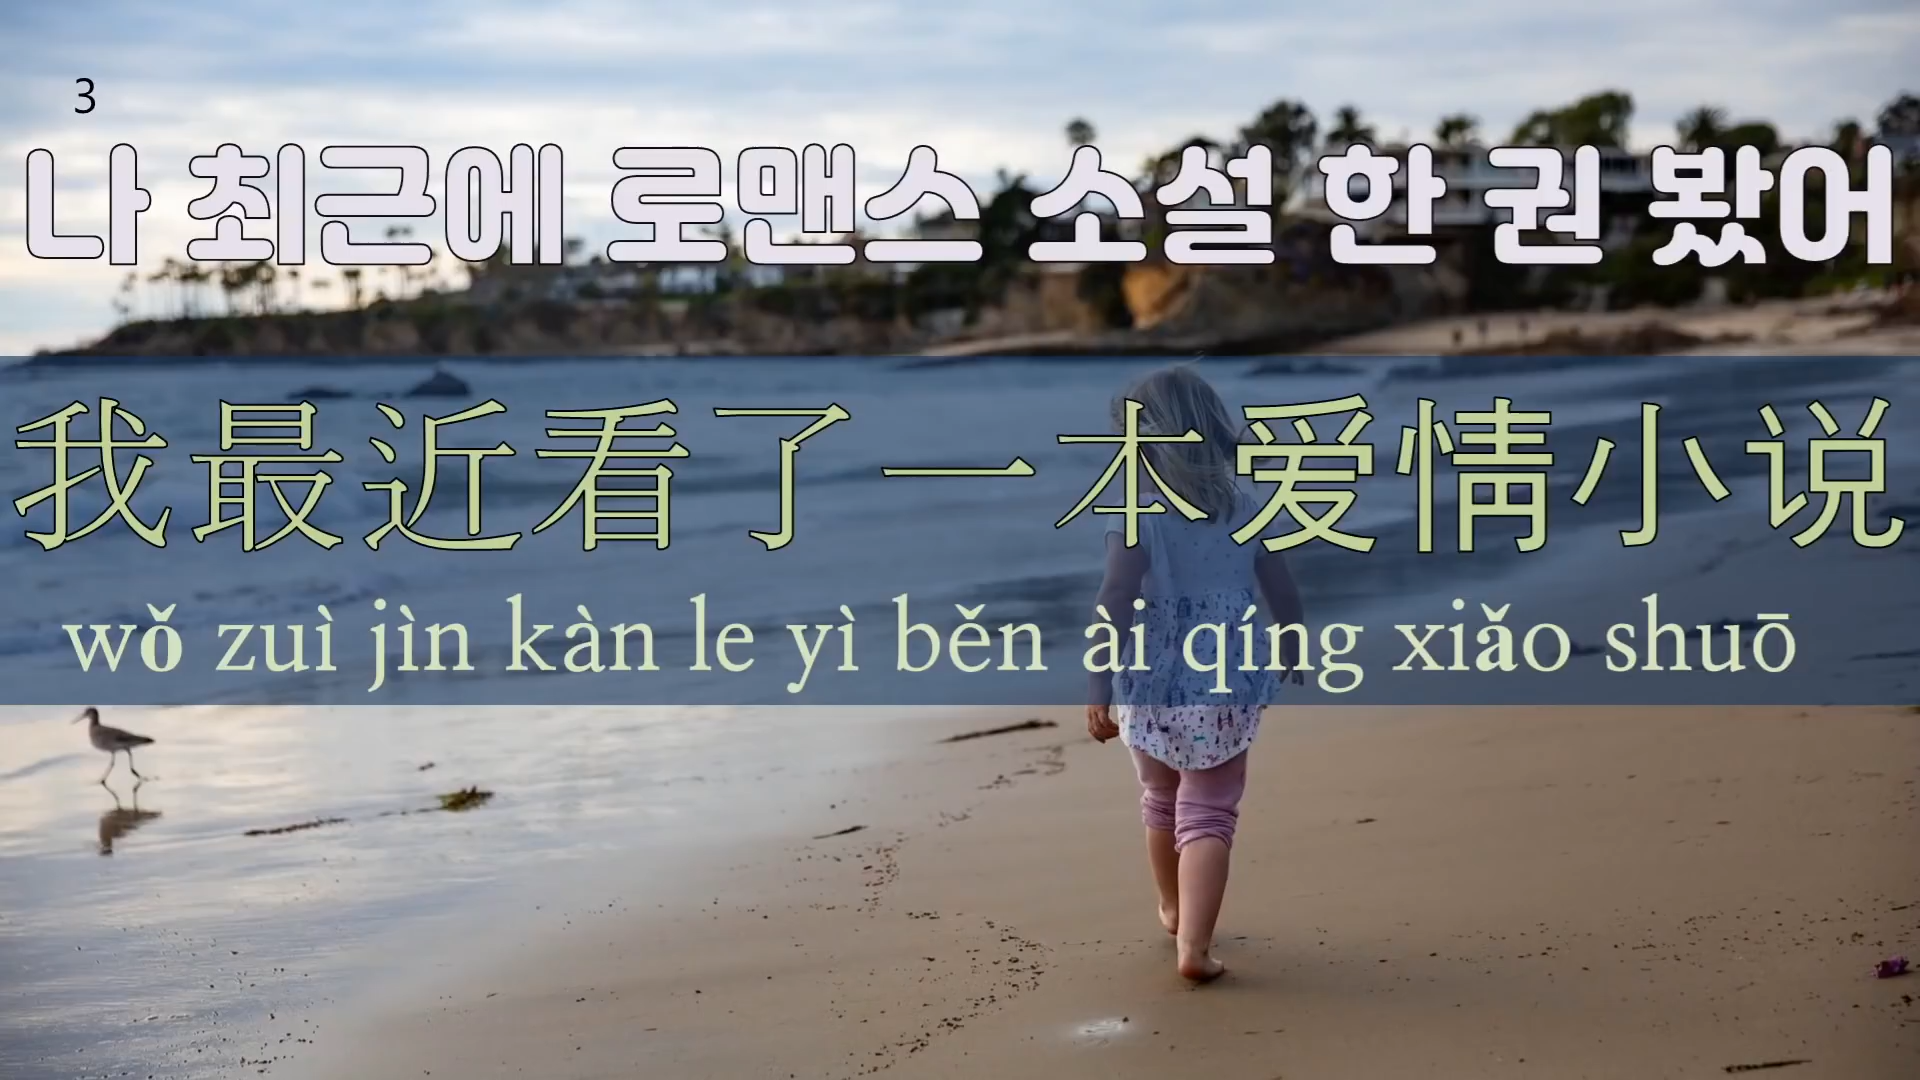 3
나 최근에 로맨스 소설 한 권 봤어
我最近看了一本爱情小说
wǒ zuì jìn kàn le yì běn ài qíng xiǎo shuō